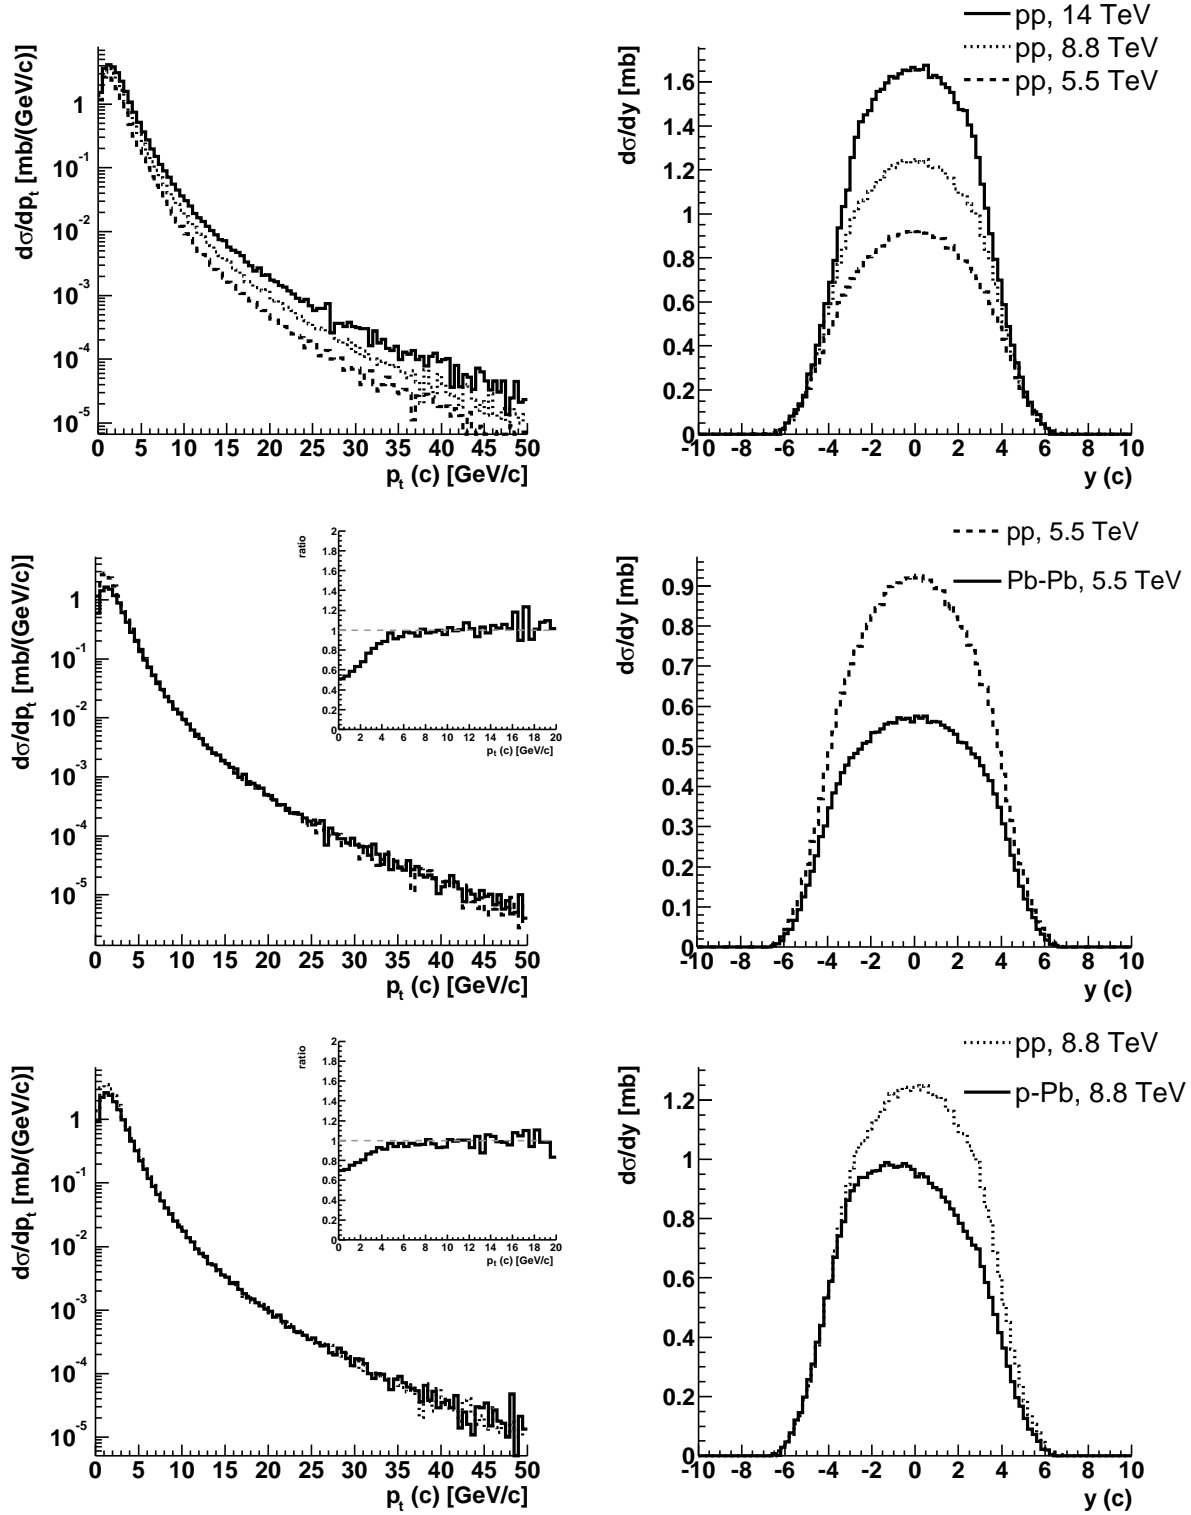 pp, 14 TeV
pp, 8.8 TeV
pp, 5.5 TeV
dσ/dp_t [mb/(GeV/c)]
1
10^-1
10^-2
10^-3
10^-4
10^-5
0 5 10 15 20 25 30 35 40 45 50
p_t (c) [GeV/c]
dσ/dy [mb]
1.6
1.4
1.2
1
0.8
0.6
0.4
0.2
0
-10 -8 -6 -4 -2 0 2 4 6 8 10
y (c)
dσ/dp_t [mb/(GeV/c)]
1
10^-1
10^-2
10^-3
10^-4
10^-5
0 5 10 15 20 25 30 35 40 45 50
p_t (c) [GeV/c]
ratio
2
1.8
1.6
1.4
1.2
1
0.8
0.6
0.4
0.2
0
0 2 4 6 8 10 12 14 16 18 20
p_t (c) [GeV/c]
pp, 5.5 TeV
Pb-Pb, 5.5 TeV
dσ/dy [mb]
0.9
0.8
0.7
0.6
0.5
0.4
0.3
0.2
0.1
0
-10 -8 -6 -4 -2 0 2 4 6 8 10
y (c)
dσ/dp_t [mb/(GeV/c)]
1
10^-1
10^-2
10^-3
10^-4
10^-5
0 5 10 15 20 25 30 35 40 45 50
p_t (c) [GeV/c]
ratio
2
1.8
1.6
1.4
1.2
1
0.8
0.6
0.4
0.2
0
0 2 4 6 8 10 12 14 16 18 20
p_t (c) [GeV/c]
pp, 8.8 TeV
p-Pb, 8.8 TeV
dσ/dy [mb]
1.2
1
0.8
0.6
0.4
0.2
0
-10 -8 -6 -4 -2 0 2 4 6 8 10
y (c)